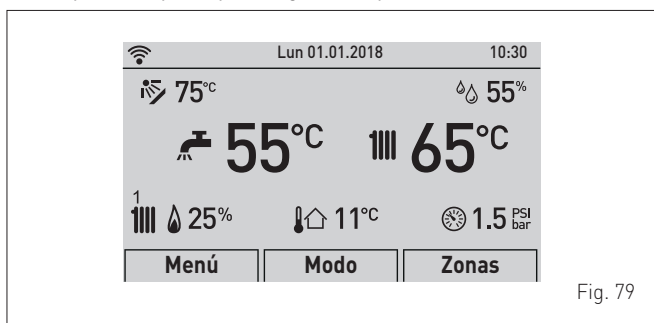 Lun 01.01.2018 10:30
75°C 55%
55°C 65°C
1
25% 11°C 1.5 PSI bar
Menú Modo Zonas
Fig. 79